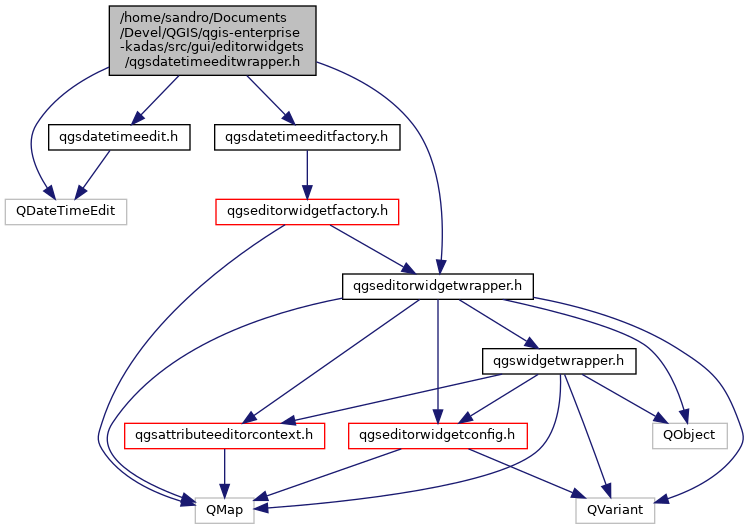 /home/sandro/Documents
/Devel/QGIS/qgis-enterprise
-kadas/src/gui/editorwidgets
/qgsdatetimeeditwrapper.h
qgsdatetimeedit.h
qgsdatetimeeditfactory.h
QDateTimeEdit
qgseditorwidgetfactory.h
qgseditorwidgetwrapper.h
qgswidgetwrapper.h
qgsattributeeditorcontext.h
qgseditorwidgetconfig.h
QObject
QMap
QVariant